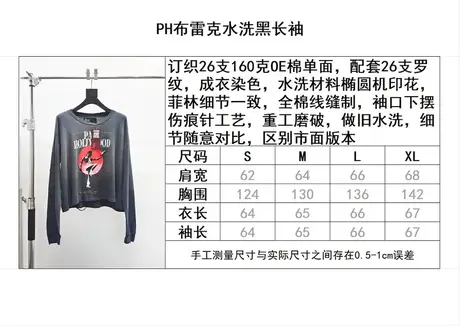 PH布雷克水洗黑长袖
订织26支160克OE棉单面，配套26支罗
纹，成衣染色，水洗材料椭圆机印花，
菲林细节一致，全棉线缝制，袖口下摆
伤痕针工艺，重工磨破，做旧水洗，细
节随意对比，区别市面版本
尺码 S M L XL
肩宽 62 64 66 68
胸围 124 130 136 142
衣长 64 65 66 67
袖长 64 65 66 67
手工测量尺寸与实际尺寸之间存在0.5-1cm误差
HOLLYWOOD